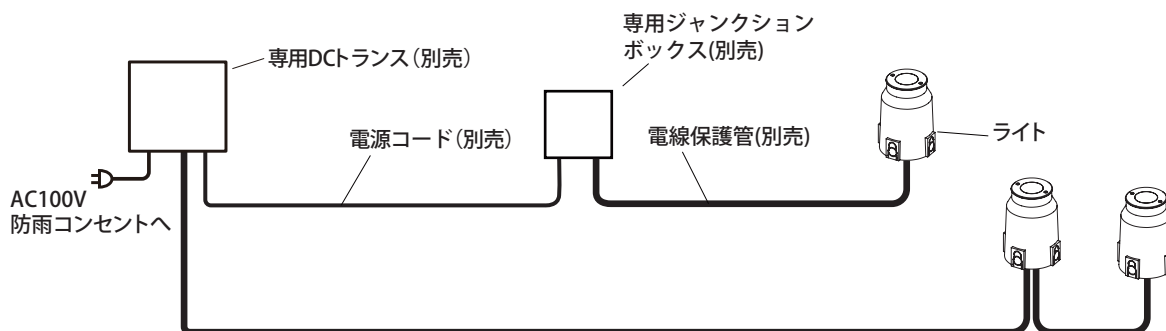 専用ジャンクション
ボックス(別売)
専用DCトランス（別売）
電源コード（別売）
電線保護管(別売)
ライト
AC100V
防雨コンセントへ